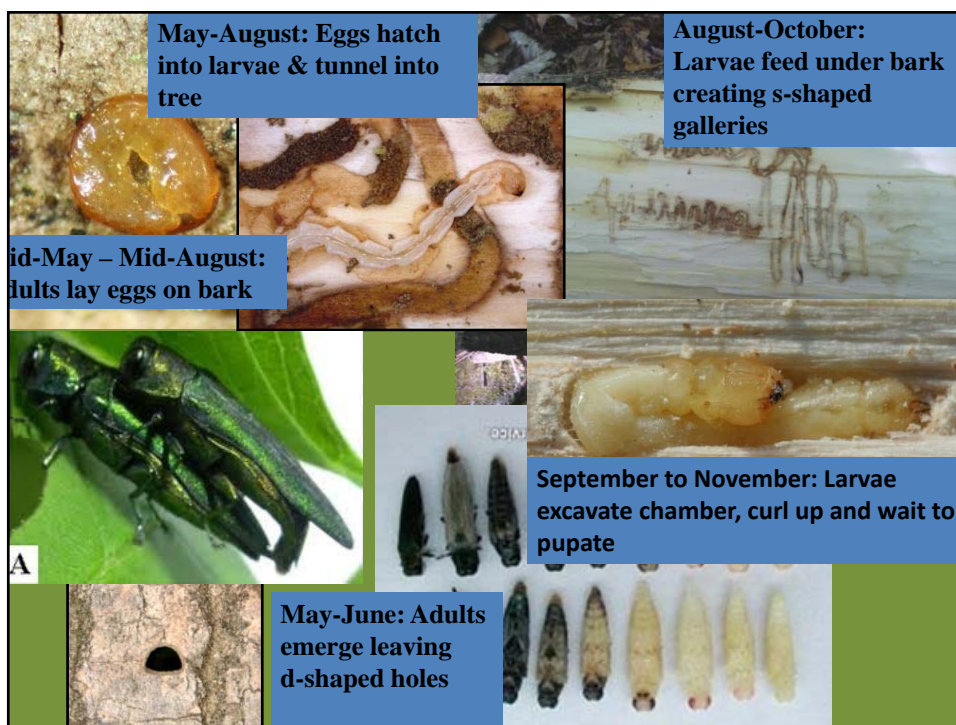 May-August: Eggs hatch
into larvae & tunnel into
tree
August-October:
Larvae feed under bark
creating s-shaped
galleries
id-May – Mid-August:
dults lay eggs on bark
September to November: Larvae
excavate chamber, curl up and wait to
pupate
A
May-June: Adults
emerge leaving
d-shaped holes